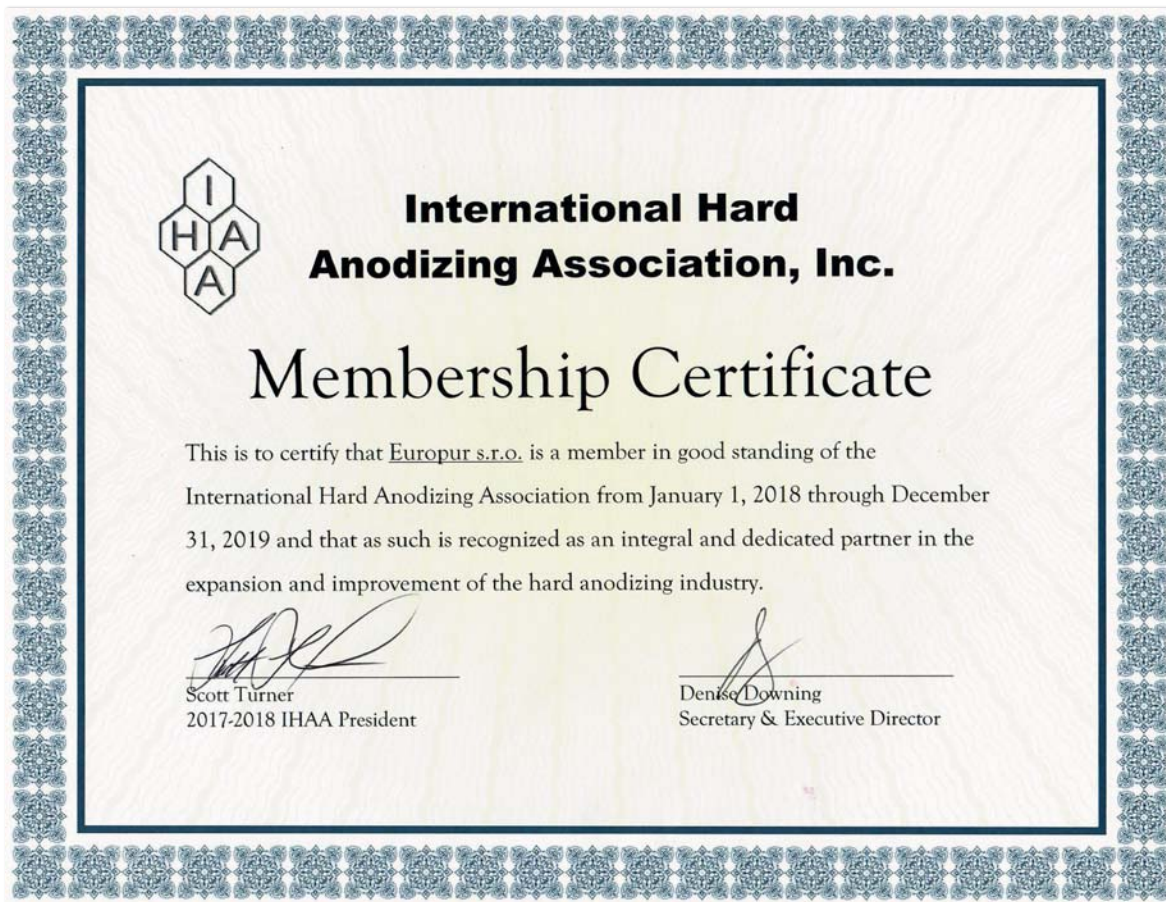 I
HA
A
International Hard
Anodizing Association, Inc.
Membership Certificate
This is to certify that Europur s.r.o. is a member in good standing of the
International Hard Anodizing Association from January 1, 2018 through December
31, 2019 and that as such is recognized as an integral and dedicated partner in the
expansion and improvement of the hard anodizing industry.
Scott Turner
2017-2018 IHAA President
Denise Downing
Secretary & Executive Director